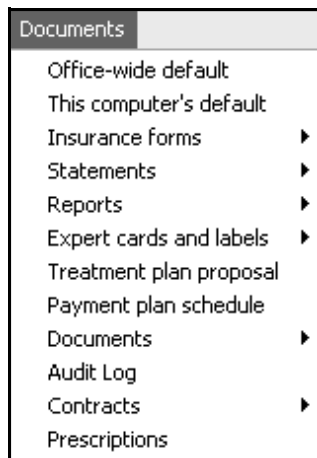 Documents
Office-wide default
This computer's default
Insurance forms
Statements
Reports
Expert cards and labels
Treatment plan proposal
Payment plan schedule
Documents
Audit Log
Contracts
Prescriptions